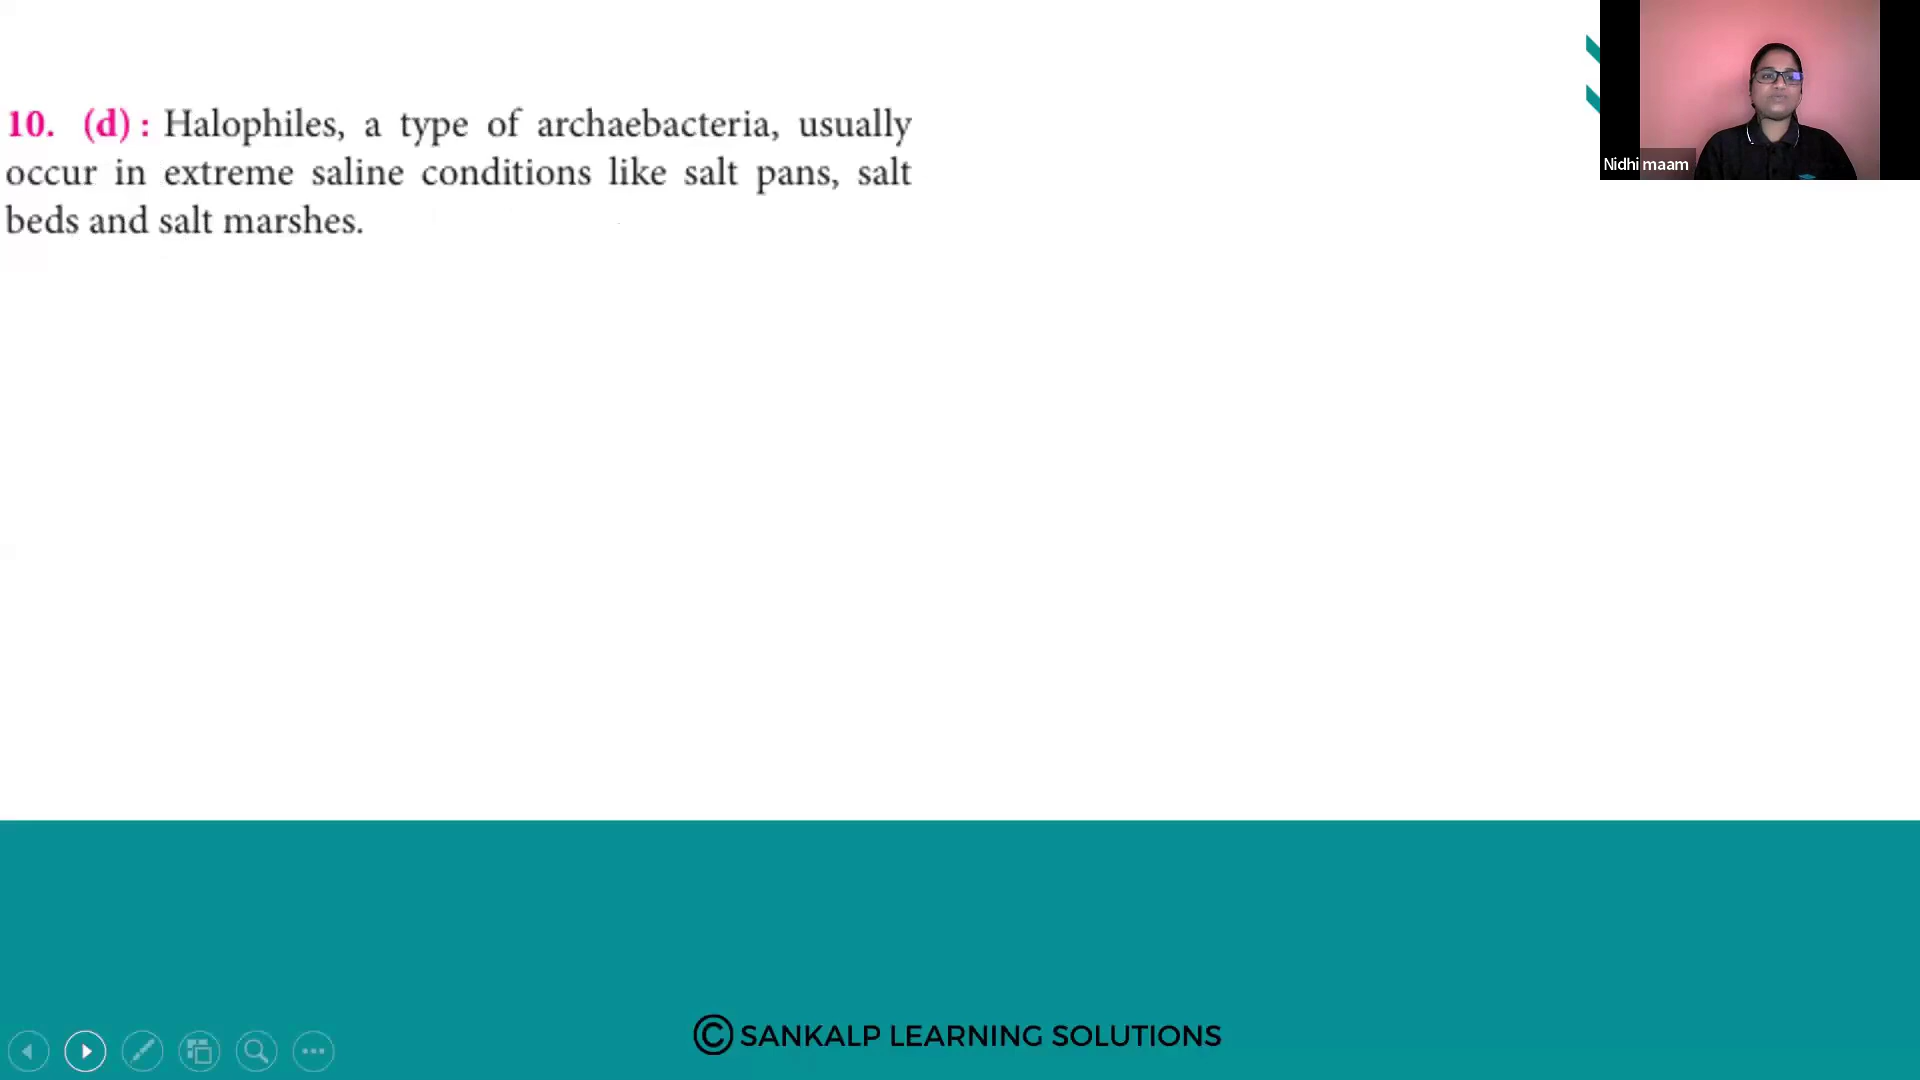 10. (d) : Halophiles, a type of archaebacteria, usually
occur in extreme saline conditions like salt pans, salt
beds and salt marshes.
Nidhi maam
© SANKALP LEARNING SOLUTIONS